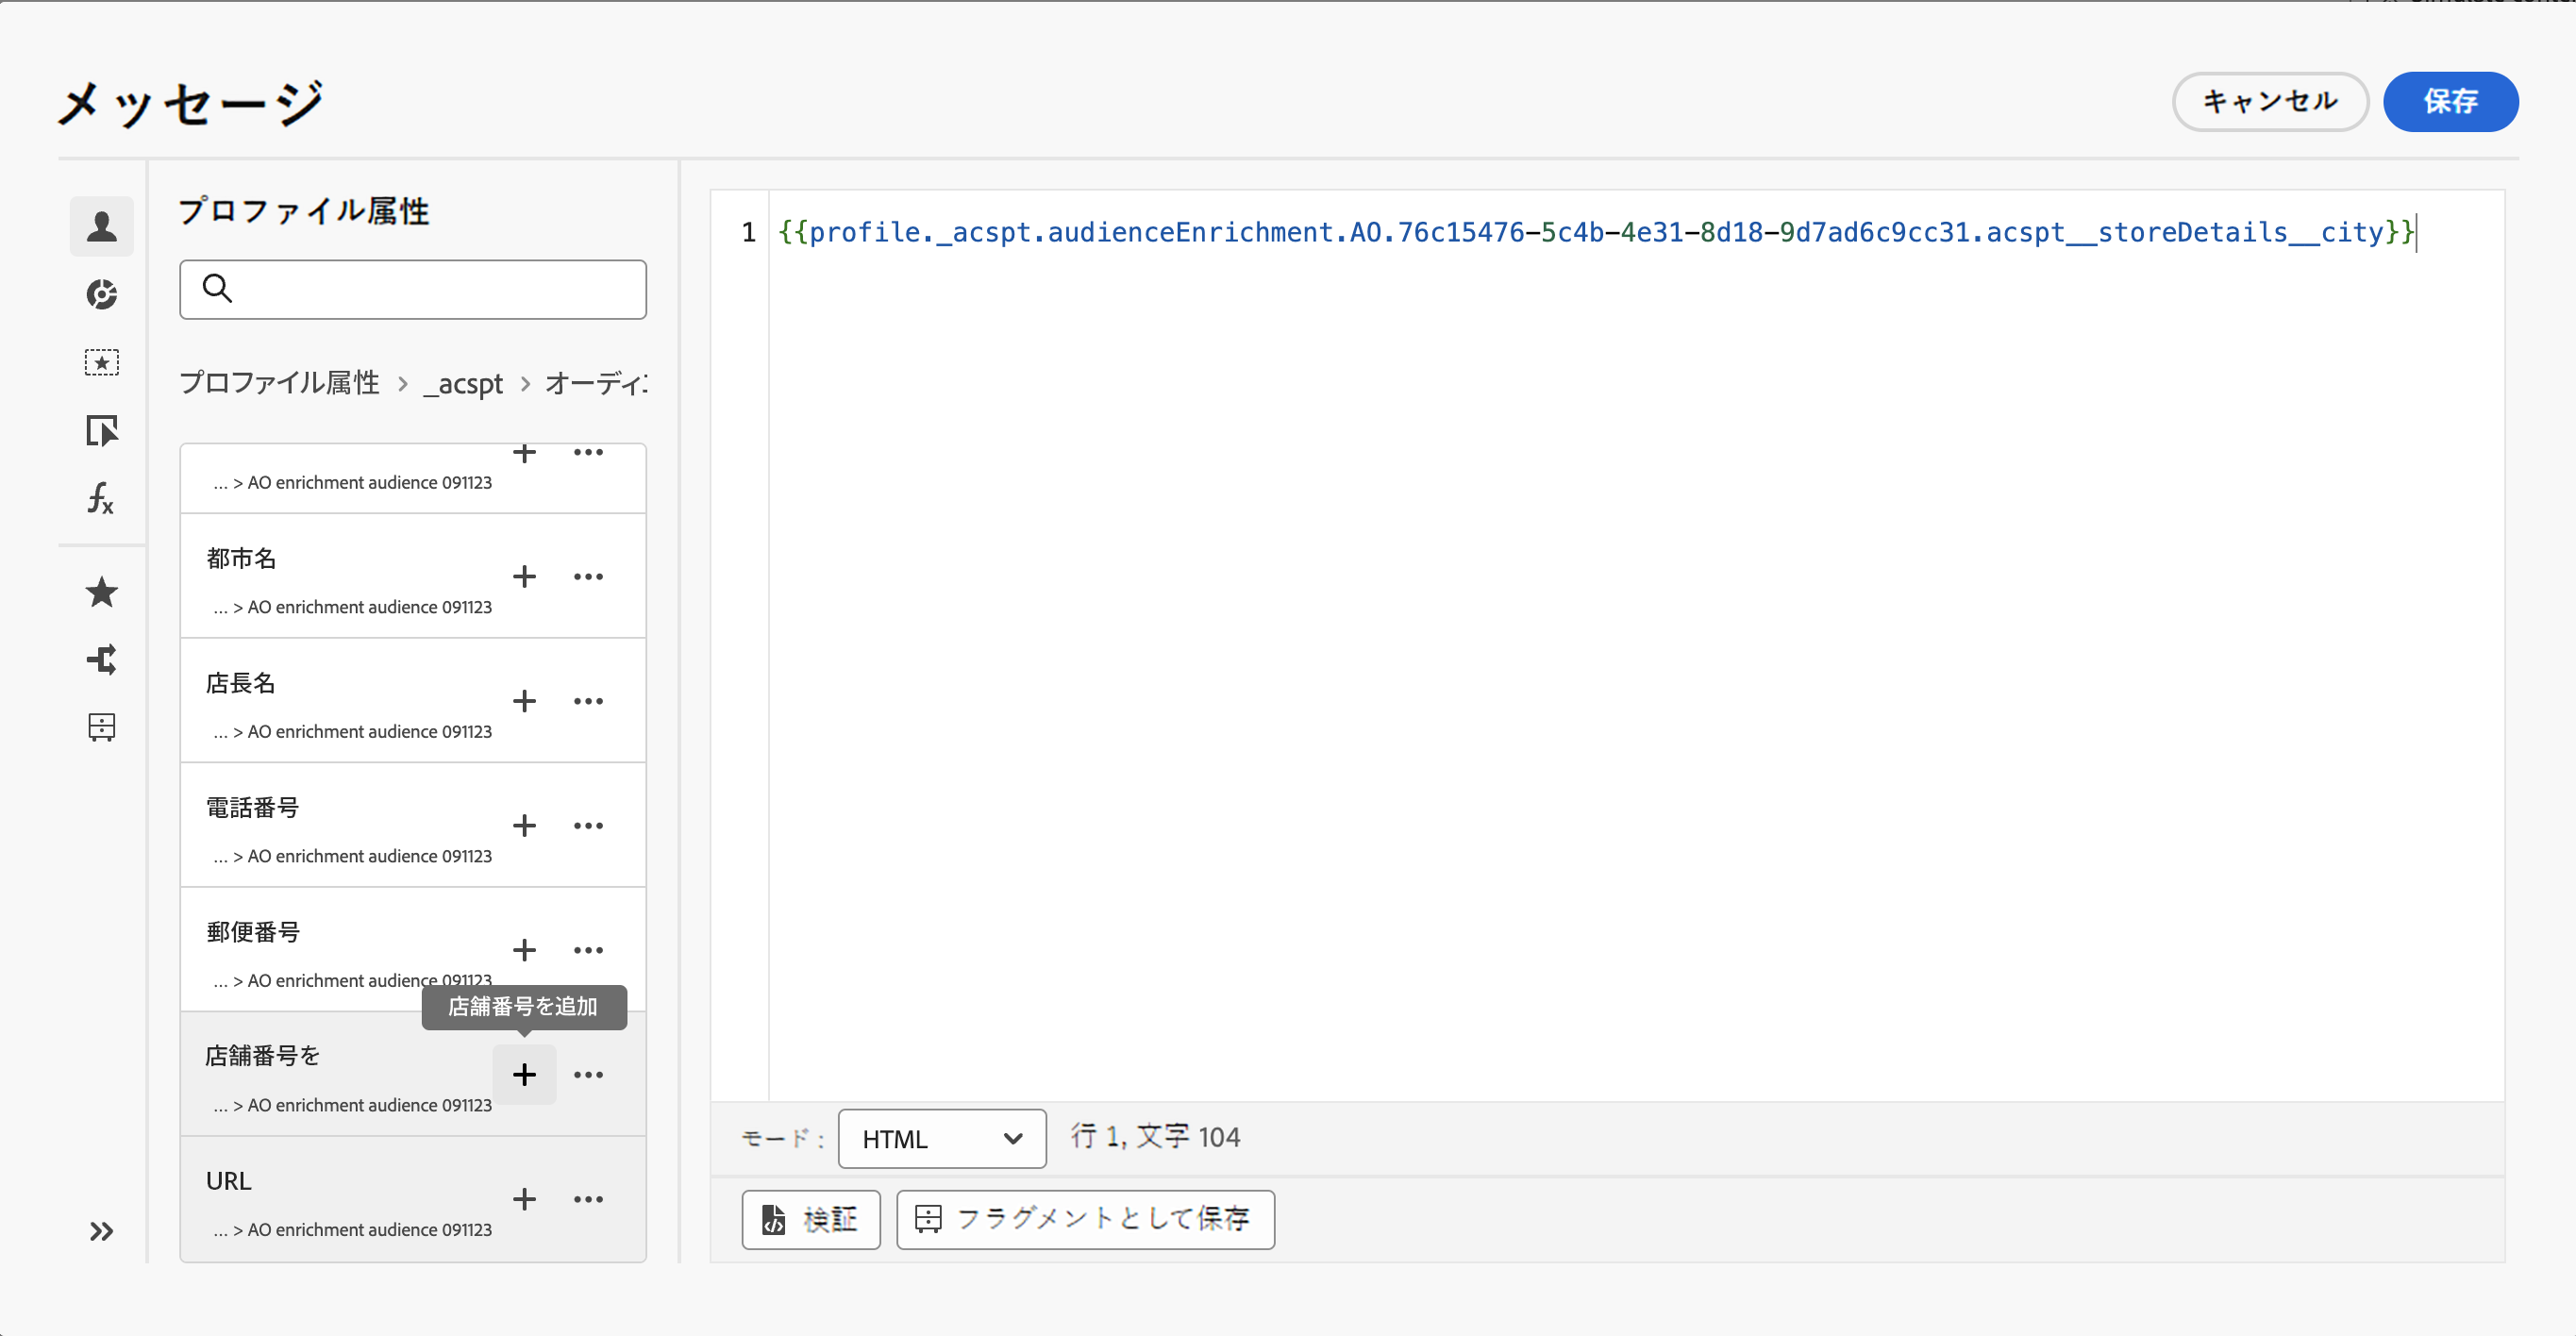 メッセージ
キャンセル
保存
プロファイル属性
プロファイル属性 > _acspt > オーディ
... > AO enrichment audience 091123
都市名
... > AO enrichment audience 091123
店長名
... > AO enrichment audience 091123
電話番号
... > AO enrichment audience 091123
郵便番号
... > AO enrichment audience 091123
店舗番号を追加
店舗番号を
... > AO enrichment audience 091123
URL
... > AO enrichment audience 091123
1 {{profile._acspt.audienceEnrichment.AO.76c15476-5c4b-4e31-8d18-9d7ad6c9cc31.acspt__storeDetails__city}}
モード : HTML 行 1, 文字 104
検証
フラグメントとして保存